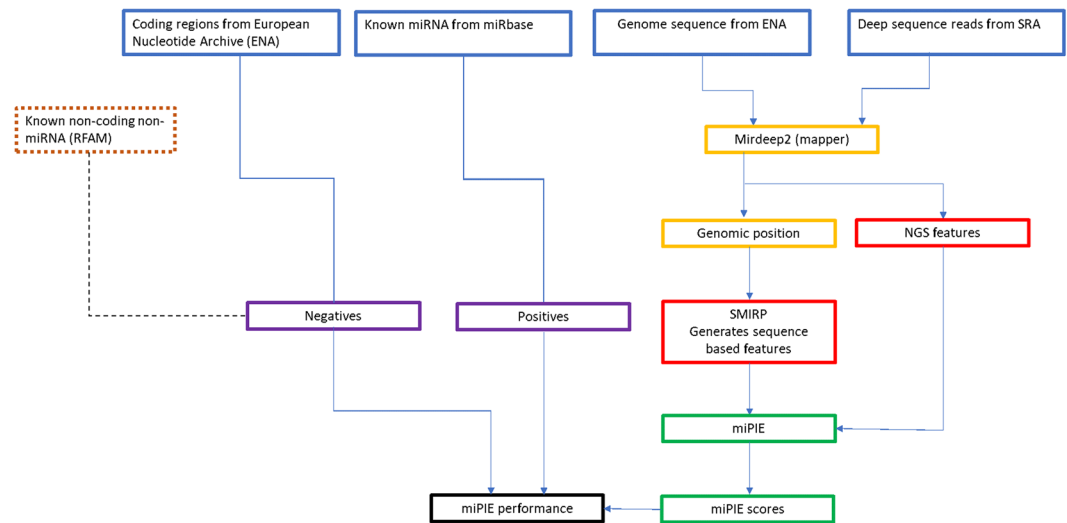 Coding regions from European
Nucleotide Archive (ENA)
Known miRNA from miRbase
Genome sequence from ENA
Deep sequence reads from SRA
Known non-coding non-
miRNA (RFAM)
Mirdeep2 (mapper)
Genomic position
NGS features
Negatives
Positives
SMIRP
Generates sequence
based features
miPIE
miPIE performance
miPIE scores